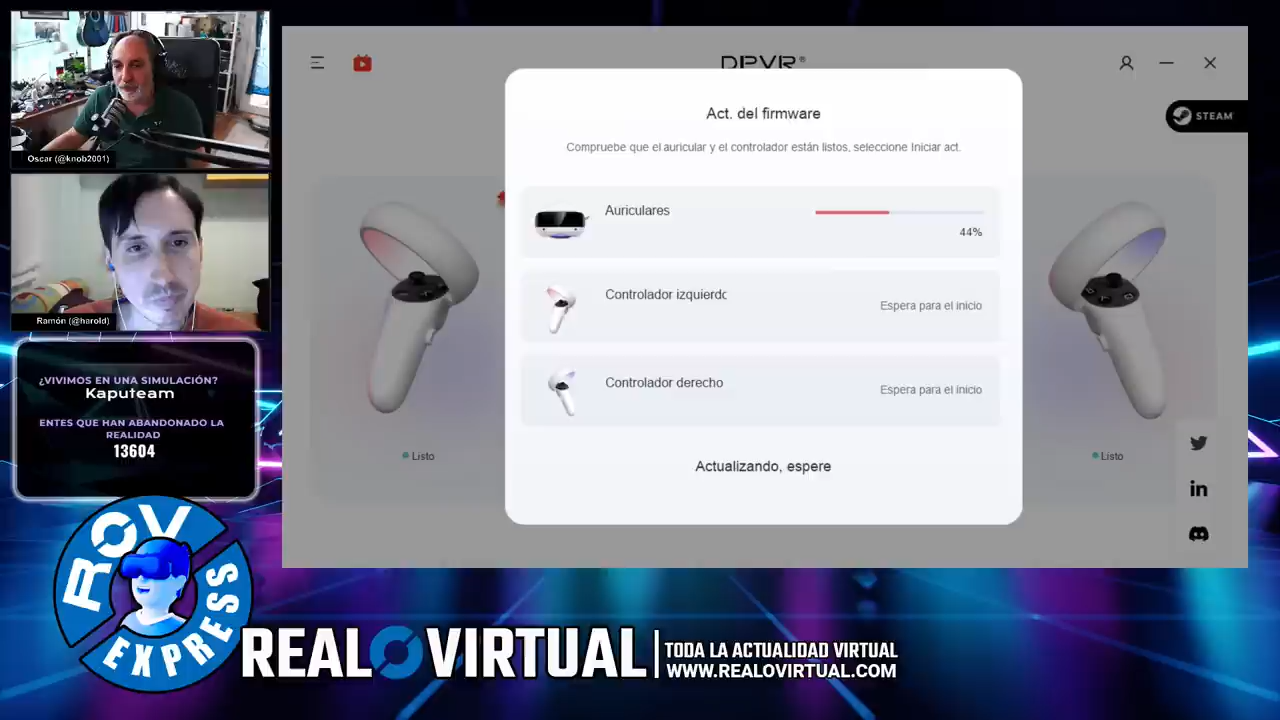 Oscar (@knob2001)
Ramón (@harold)
¿VIVIMOS EN UNA SIMULACIÓN?
Kaputeam
ENTES QUE HAN ABANDONADO LA
REALIDAD
13604
DPVR®
STEAM
Act. del firmware
Compruebe que el auricular y el controlador están listos, seleccione Iniciar act.
Auriculares
44%
Controlador izquierdo
Espera para el inicio
Controlador derecho
Espera para el inicio
Actualizando, espere
Listo
Listo
ROV
EXPRESS
REALOVIRTUAL
TODA LA ACTUALIDAD VIRTUAL
WWW.REALOVIRTUAL.COM